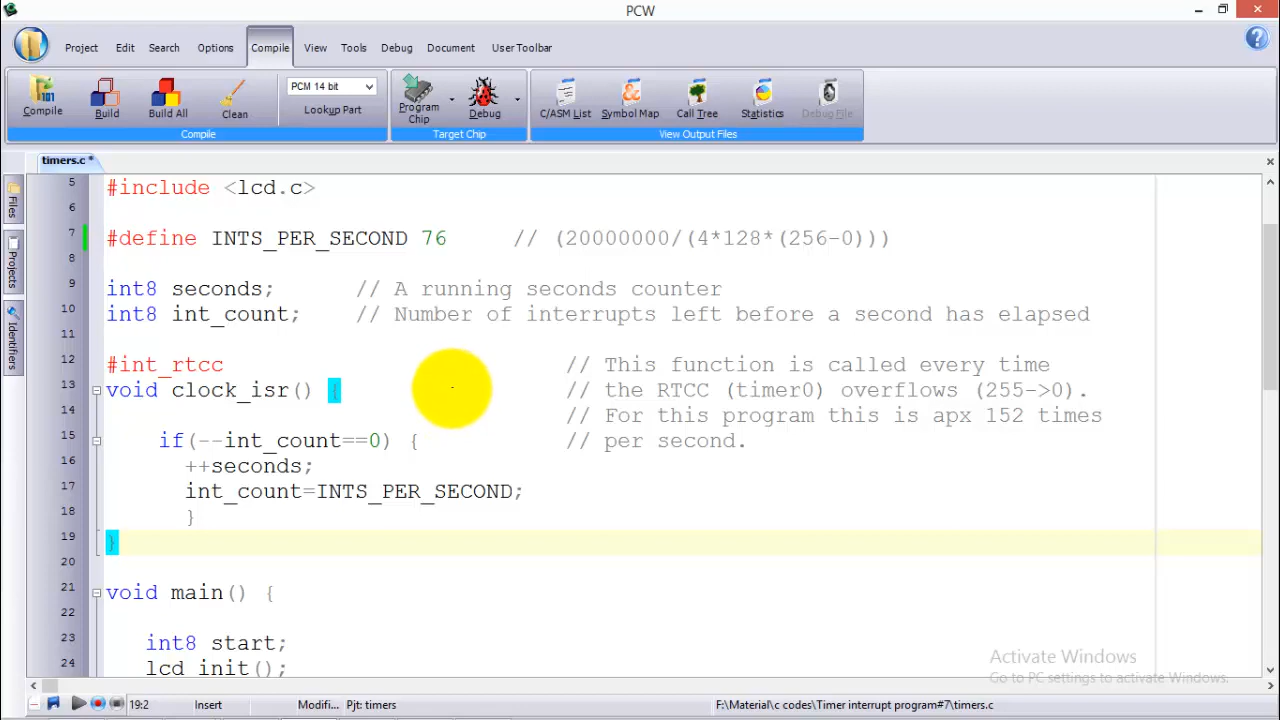 PCW
Project Edit Search Options Compile View Tools Debug Document User Toolbar
Compile Build Build All Clean
PCM 14 bit
Lookup Part
Program Chip Debug
C/ASM List Symbol Map Call Tree Statistics Debug File
Compile Target Chip View Output Files
timers.c *
Files
Projects
Identifiers
5 #include <lcd.c>
6
7 #define INTS_PER_SECOND 76 // (20000000/(4*128*(256-0)))
8
9 int8 seconds; // A running seconds counter
10 int8 int_count; // Number of interrupts left before a second has elapsed
11
12 #int_rtcc // This function is called every time
13 void clock_isr() { // the RTCC (timer0) overflows (255->0).
14 // For this program this is apx 152 times
15 if(--int_count==0) { // per second.
16 ++seconds;
17 int_count=INTS_PER_SECOND;
18 }
19 }
20
21 void main() {
22
23 int8 start;
24 lcd_init();
Activate Windows
Go to PC settings to activate Windows.
19:2 Insert Modifi... Pjt: timers F:\Material\c codes\Timer interrupt program#7\timers.c